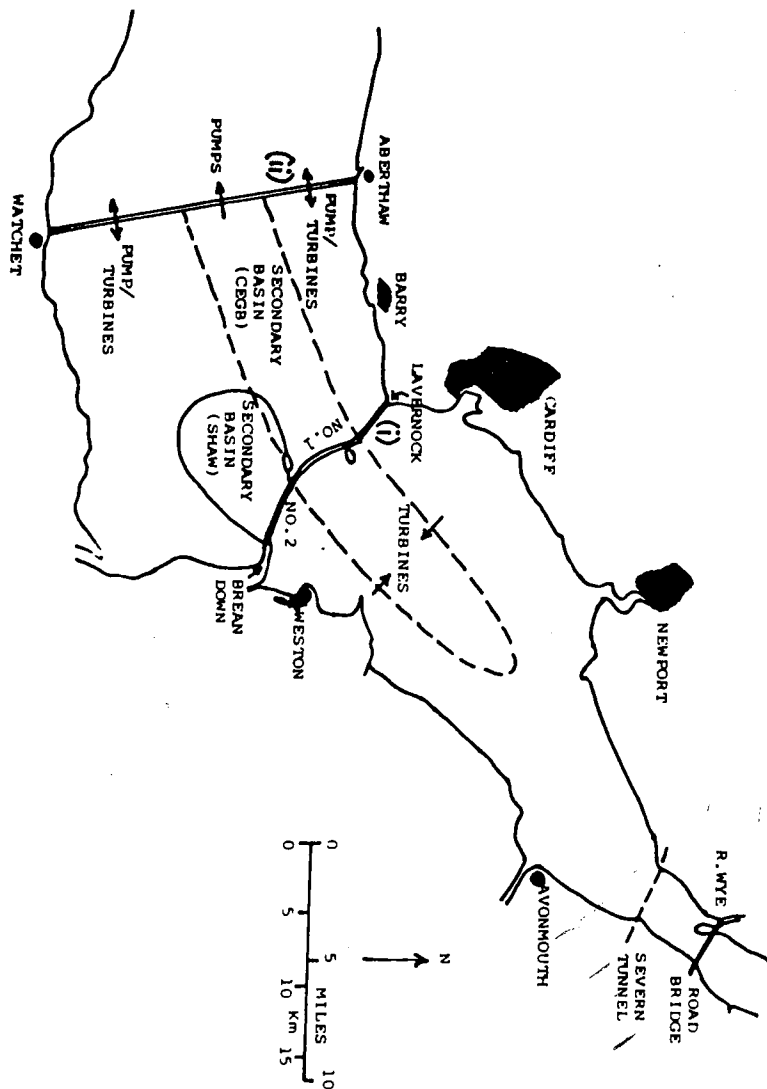 ABERTHAW
(ii)
PUMPS
PUMP/
TURBINES
PUMP/
TURBINES
WATCHET
BARRY
SECONDARY
BASIN
(CEGB)
LAVERNOCK
(i)
NO.1
CARDIFF
SECONDARY
BASIN
(SHAW)
NO.2
TURBINES
BREAN
DOWN
WESTON
NEWPORT
R.WYE
ROAD
BRIDGE
SEVERN
TUNNEL
AVONMOUTH
N
0 5 10
MILES
0 5 10 15
Km